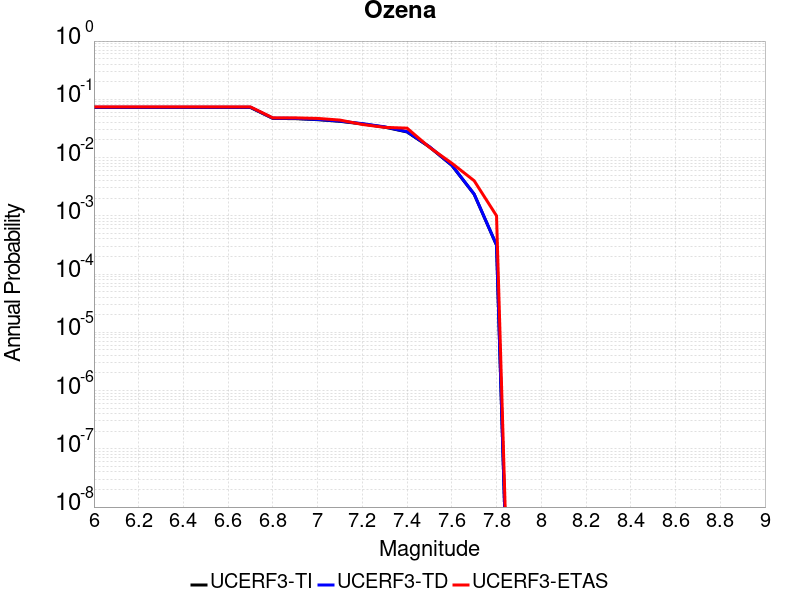 Ozena
Annual Probability
10^0
10^-1
10^-2
10^-3
10^-4
10^-5
10^-6
10^-7
10^-8
6 6.2 6.4 6.6 6.8 7 7.2 7.4 7.6 7.8 8 8.2 8.4 8.6 8.8 9
Magnitude
UCERF3-TI UCERF3-TD UCERF3-ETAS